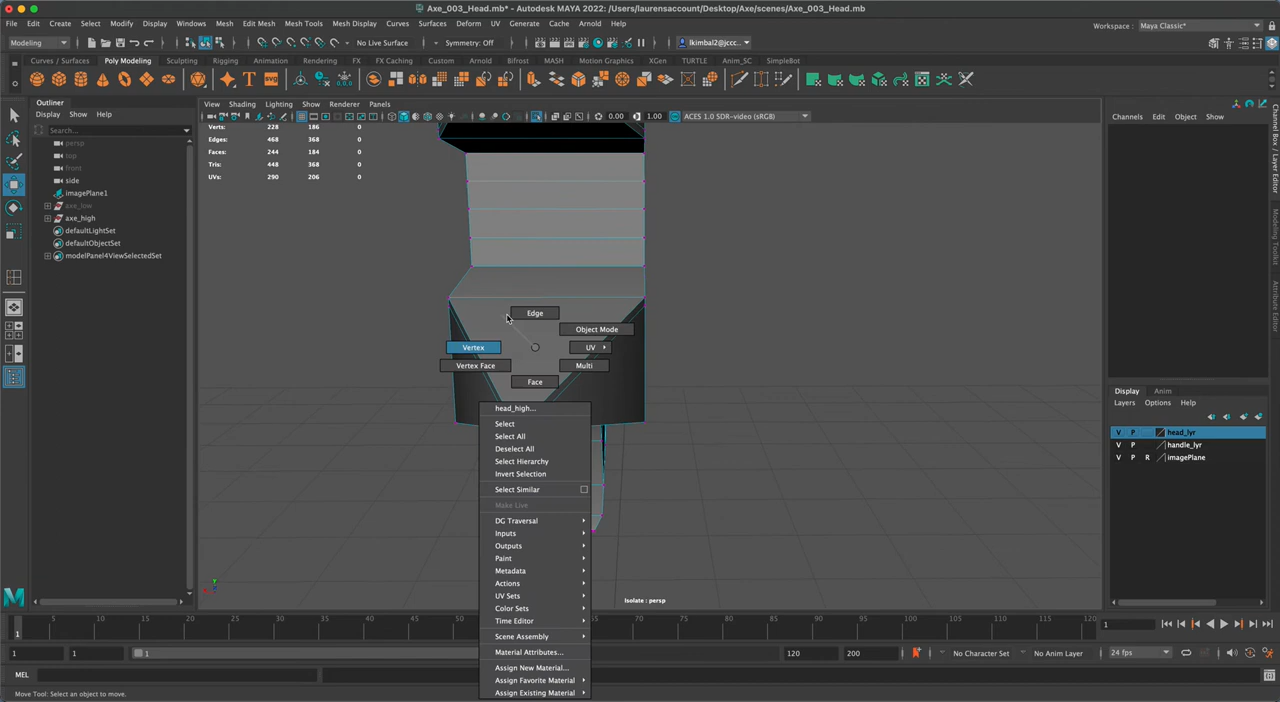 Axe_003_Head.mb* - Autodesk MAYA 2022: /Users/laurensaccount/Desktop/Axe/scenes/Axe_003_Head.mb
File Edit Create Select Modify Display Windows Mesh Edit Mesh Mesh Tools Mesh Display Curves Surfaces Deform UV Generate Cache Arnold Help
Workspace : Maya Classic*
Modeling No Live Surface Symmetry: Off lkimbal2@jccc...
Curves / Surfaces Poly Modeling Sculpting Rigging Animation Rendering FX FX Caching Custom Arnold Bifrost MASH Motion Graphics XGen TURTLE Anim_SC SimpleBot
Outliner
Display Show Help
Search...
persp
top
front
side
imagePlane1
axe_low
axe_high
defaultLightSet
defaultObjectSet
modelPanel4ViewSelectedSet
View Shading Lighting Show Renderer Panels
0.00 1.00 ACES 1.0 SDR-video (sRGB)
Verts: 228 186 0
Edges: 468 368 0
Faces: 244 184 0
Tris: 448 368 0
UVs: 290 206 0
Edge
Object Mode
Vertex
UV
Vertex Face
Multi
Face
head_high...
Select
Select All
Deselect All
Select Hierarchy
Invert Selection
Select Similar
Make Live
DG Traversal
Inputs
Outputs
Paint
Metadata
Actions
UV Sets
Color Sets
Time Editor
Scene Assembly
Material Attributes...
Assign New Material...
Assign Favorite Material
Assign Existing Material
Isolate : persp
Channels Edit Object Show
Channel Box / Layer Editor
Modeling Toolkit
Attribute Editor
Display Anim
Layers Options Help
V P head_lyr
V P handle_lyr
V P R imagePlane
5 10 15 20 25 30 35 40 45 50 65 70 75 80 85 90 95 100 105 110 115 120
1
1
1 1 1 120 200 No Character Set No Anim Layer 24 fps
MEL
Move Tool: Select an object to move.